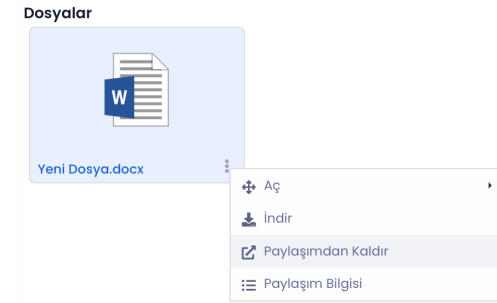 Dosyalar
W
Yeni Dosya.docx
Aç
İndir
Paylaşımdan Kaldır
Paylaşım Bilgisi